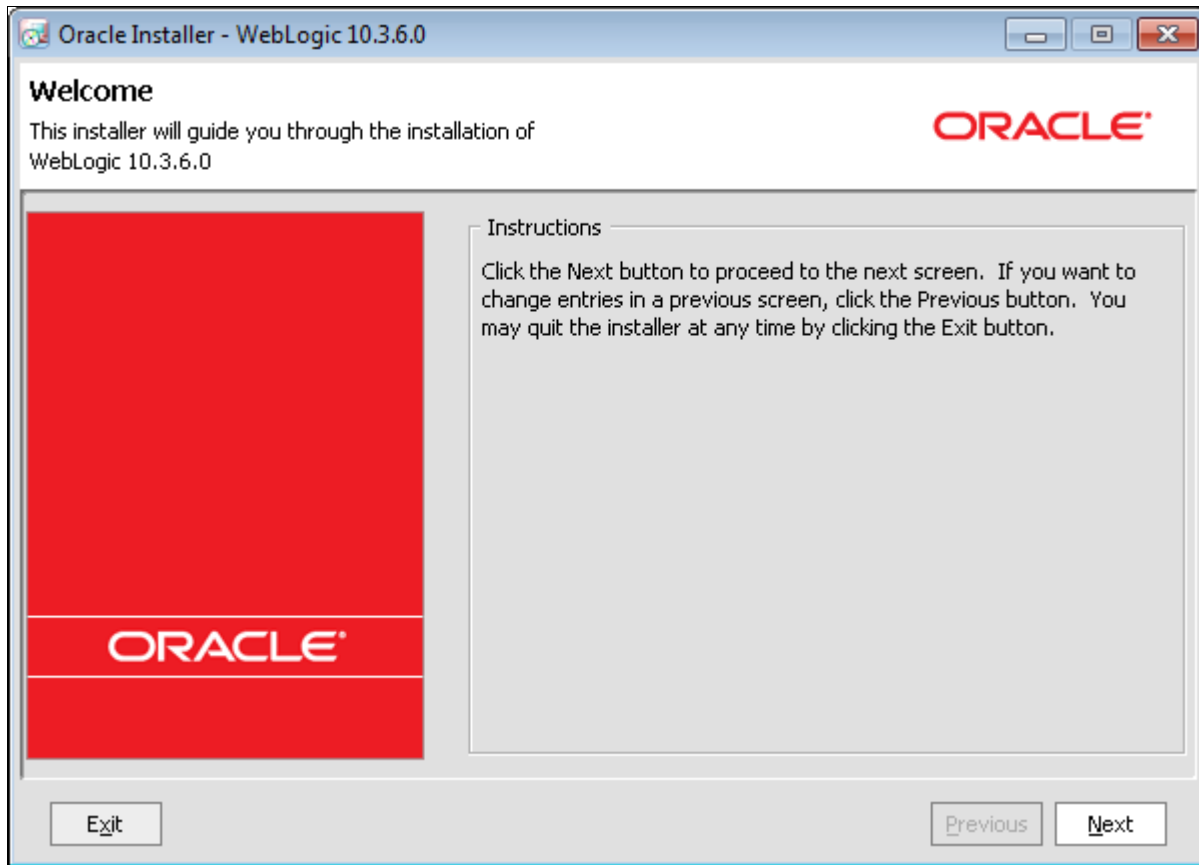 Oracle Installer - WebLogic 10.3.6.0
Welcome
This installer will guide you through the installation of
WebLogic 10.3.6.0
ORACLE
Instructions
Click the Next button to proceed to the next screen.  If you want to
change entries in a previous screen, click the Previous button.  You
may quit the installer at any time by clicking the Exit button.
ORACLE
Exit
Previous
Next